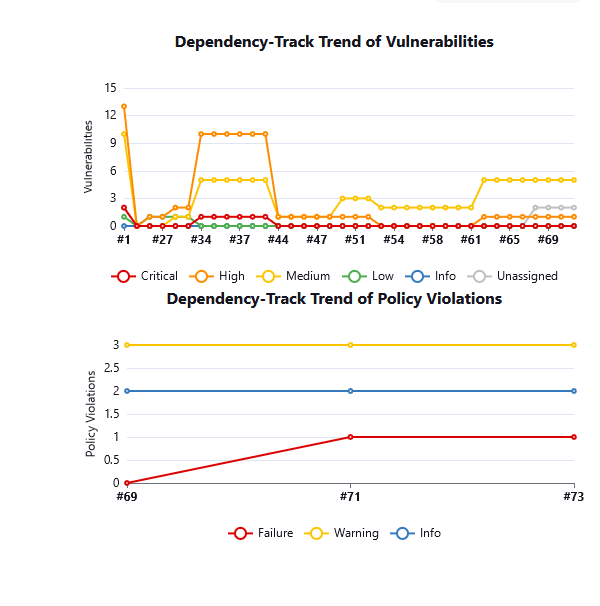 Dependency-Track Trend of Vulnerabilities
15
12
9
6
3
0
Vulnerabilities
#1 #27 #34 #37 #44 #47 #51 #54 #58 #61 #65 #69
Critical High Medium Low Info Unassigned
Dependency-Track Trend of Policy Violations
3
2.5
2
1.5
1
0.5
0
Policy Violations
#69 #71 #73
Failure Warning Info